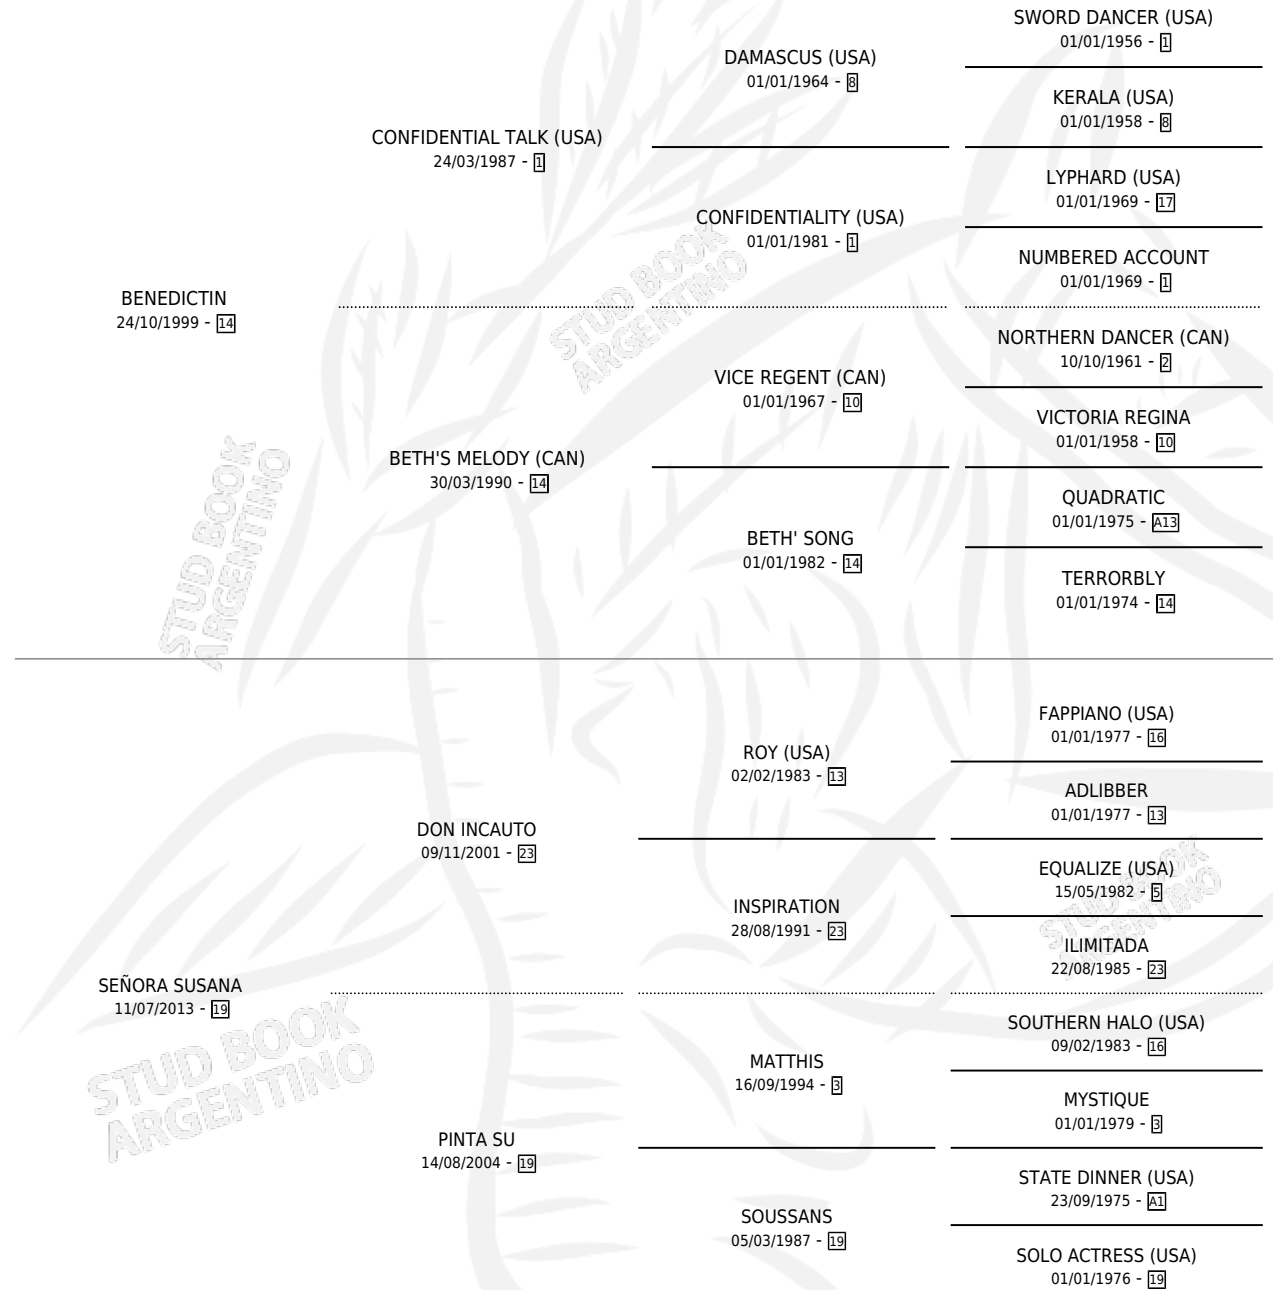 SWORD DANCER (USA)
01/01/1956 - 1
DAMASCUS (USA)
01/01/1964 - 8
KERALA (USA)
01/01/1958 - 8
CONFIDENTIAL TALK (USA)
24/03/1987 - 1
LYPHARD (USA)
01/01/1969 - 17
CONFIDENTIALITY (USA)
01/01/1981 - 1
NUMBERED ACCOUNT
01/01/1969 - 1
BENEDICTIN
24/10/1999 - 14
NORTHERN DANCER (CAN)
10/10/1961 - 2
VICE REGENT (CAN)
01/01/1967 - 10
VICTORIA REGINA
01/01/1958 - 10
BETH'S MELODY (CAN)
30/03/1990 - 14
QUADRATIC
01/01/1975 - A13
BETH' SONG
01/01/1982 - 14
TERRORBLY
01/01/1974 - 14
STUD BOOK
ARGENTINO
STUD BOOK
ARGENTINO
FAPPIANO (USA)
01/01/1977 - 16
ROY (USA)
02/02/1983 - 13
ADLIBBER
01/01/1977 - 13
DON INCAUTO
09/11/2001 - 23
EQUALIZE (USA)
15/05/1982 - 5
INSPIRATION
28/08/1991 - 23
ILIMITADA
22/08/1985 - 23
SEÑORA SUSANA
11/07/2013 - 19
SOUTHERN HALO (USA)
09/02/1983 - 16
MATTHIS
16/09/1994 - 3
MYSTIQUE
01/01/1979 - 3
PINTA SU
14/08/2004 - 19
STATE DINNER (USA)
23/09/1975 - A1
SOUSSANS
05/03/1987 - 19
SOLO ACTRESS (USA)
01/01/1976 - 19
STUD BOOK
ARGENTINO
STUD BOOK
ARGENTINO